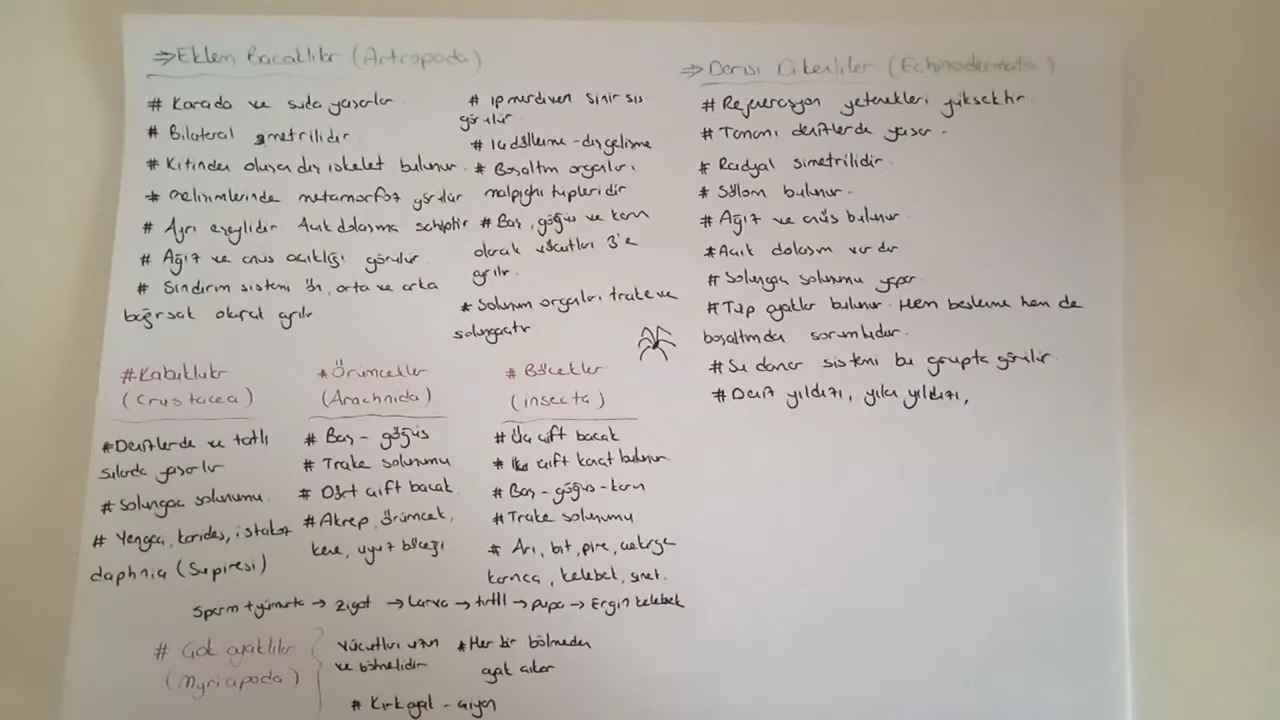 ⇒ Eklem Bacaklılar (Artropoda)
# Karada ve suda yaşarlar
# Bilateral simetrilidir
# Kitinden oluşan dış iskelet bulunur.
# Gelişimlerinde metamorfoz görülür
# Ayrı eşeylidir Açık dolaşıma sahiptir
# Ağız ve anüs açıklığı görülür
# Sindirim sistemi ön, orta ve arka
bağırsak olarak ayrılır
# ip merdiven sinir sis
görülür
# İç dölleme - dış gelişme
# Boşaltım organları
malpighi tüpleridir
# Baş, göğüs ve karın
olarak vücutları 3'e
ayrılır.
* Solunum organları trake ve
solungaçtır
⇒ Derisi Dikenliler (Echinodermata)
# Rejenerasyon yetenekleri yüksektir
# Tamamı denizlerde yaşar.
# Radyal simetrilidir.
# Sölom bulunur.
# Ağız ve anüs bulunur.
* Açık dolaşım vardır
# Solungaç solunumu yapar.
# Tüp ayaklar bulunur. Hem beslenme hem de
boşaltımda sorumludur.
# Su damar sistemi bu grupta görülür.
# Deniz yıldızı, yılan yıldızı,
# Kabuklular
(Crustacea)
* Denizlerde ve tatlı
sularda yaşarlar
# Solungaç solunumu
# Yengeç, karides, istakoz
daphnia (Supiresi)
* Örümcekler
(Arachnida)
# Baş - göğüs
# Trake solunumu
# Dört çift bacak
# Akrep, örümcek,
kene, uyuz böceği
# Böcekler
(insecta)
# Üç çift bacak
# İki çift kanat bulunur
# Baş - göğüs - karın
# Trake solunumu
* Arı, bit, pire, çekirge
karınca, kelebek, sinek.
Sperm + yumurta → Zigot → Larva → tırtıl → pupa → Ergin kelebek
# Çok ayaklılar
(Myriapoda)
Vücutları uzun
ve bölmelidir
* Her bir bölmeden
ayak çıkar
# Kırkayak - çıyan